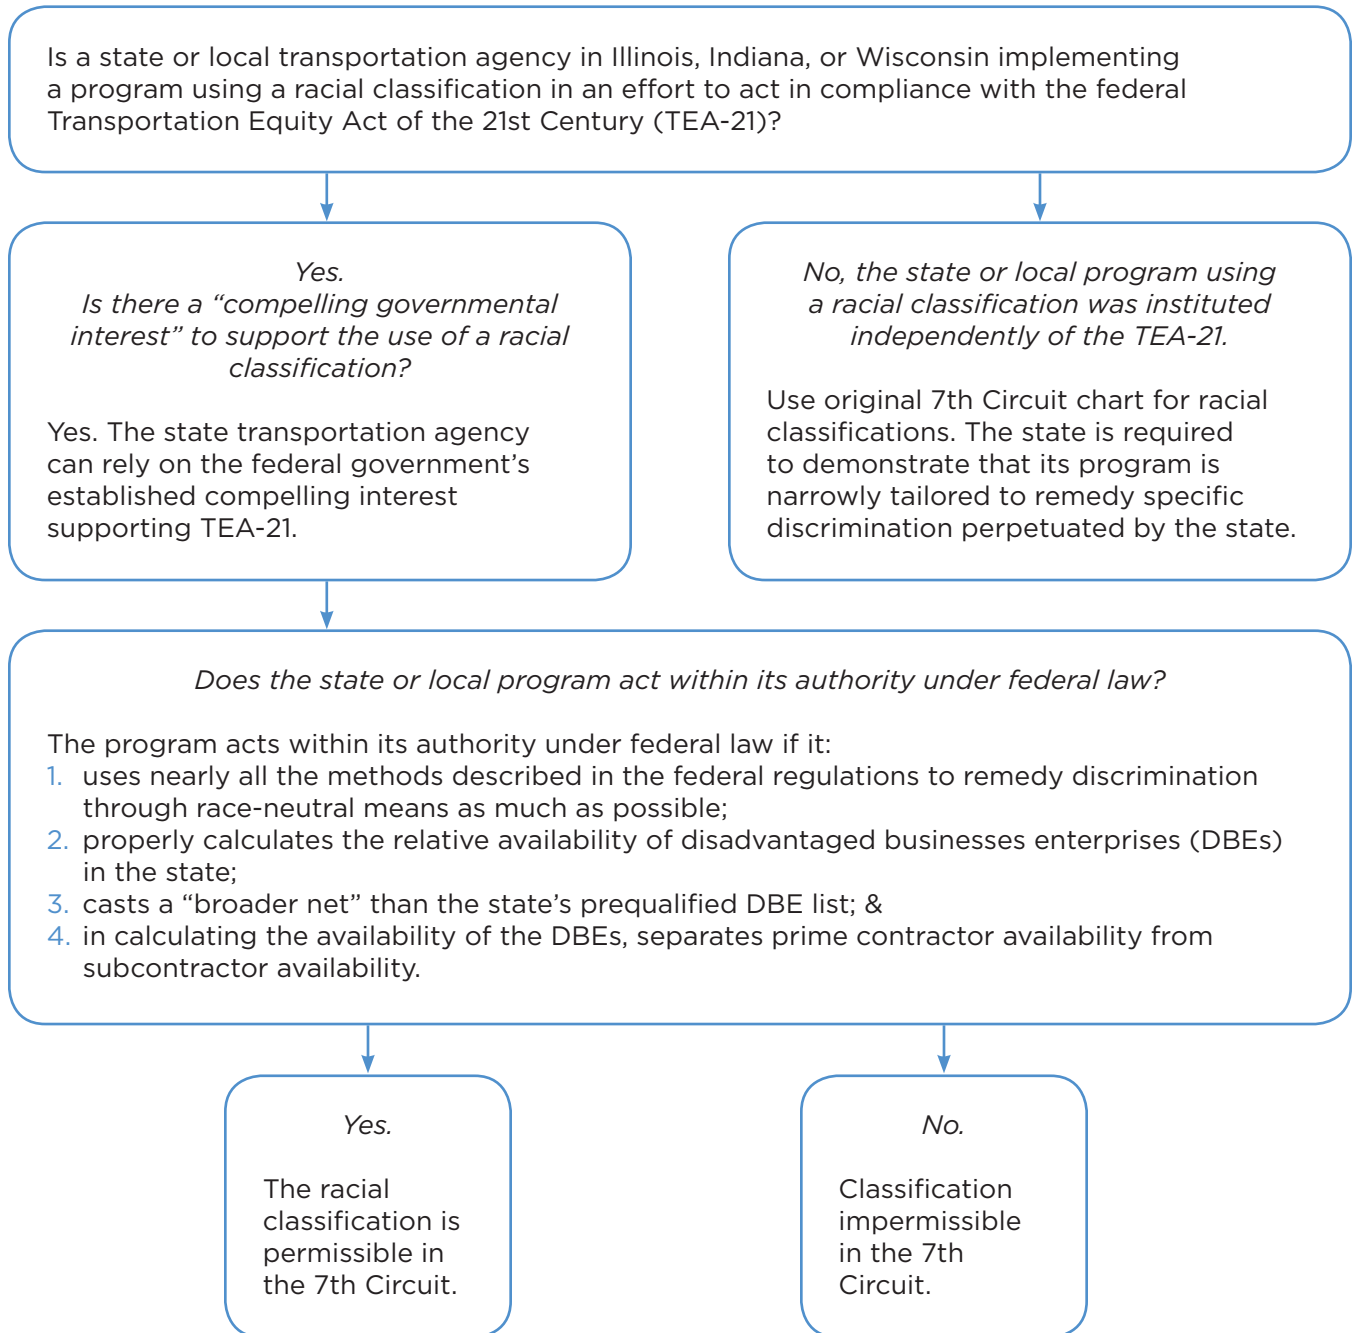 Is a state or local transportation agency in Illinois, Indiana, or Wisconsin implementing
a program using a racial classification in an effort to act in compliance with the federal
Transportation Equity Act of the 21st Century (TEA-21)?
Yes.
Is there a “compelling governmental
interest” to support the use of a racial
classification?
Yes. The state transportation agency
can rely on the federal government’s
established compelling interest
supporting TEA-21.
No, the state or local program using
a racial classification was instituted
independently of the TEA-21.
Use original 7th Circuit chart for racial
classifications. The state is required
to demonstrate that its program is
narrowly tailored to remedy specific
discrimination perpetuated by the state.
Does the state or local program act within its authority under federal law?
The program acts within its authority under federal law if it:
1. uses nearly all the methods described in the federal regulations to remedy discrimination
through race-neutral means as much as possible;
2. properly calculates the relative availability of disadvantaged businesses enterprises (DBEs)
in the state;
3. casts a “broader net” than the state’s prequalified DBE list; &
4. in calculating the availability of the DBEs, separates prime contractor availability from
subcontractor availability.
Yes.
The racial
classification is
permissible in
the 7th Circuit.
No.
Classification
impermissible
in the 7th
Circuit.